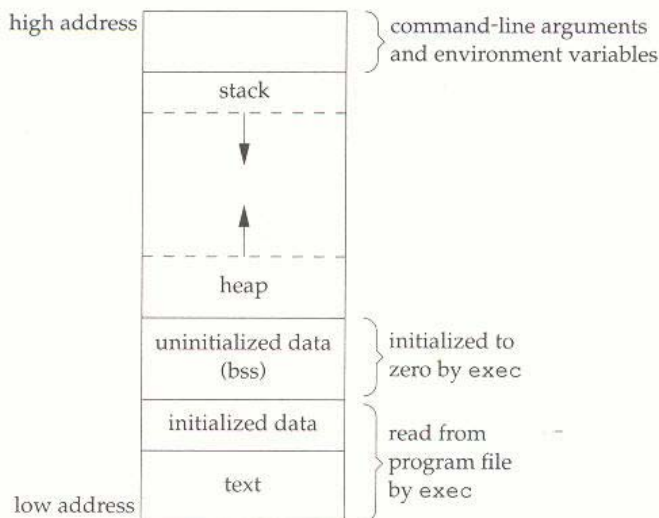 high address
command-line arguments
and environment variables
stack
heap
uninitialized data
(bss)
initialized to
zero by exec
initialized data
read from
program file
by exec
text
low address